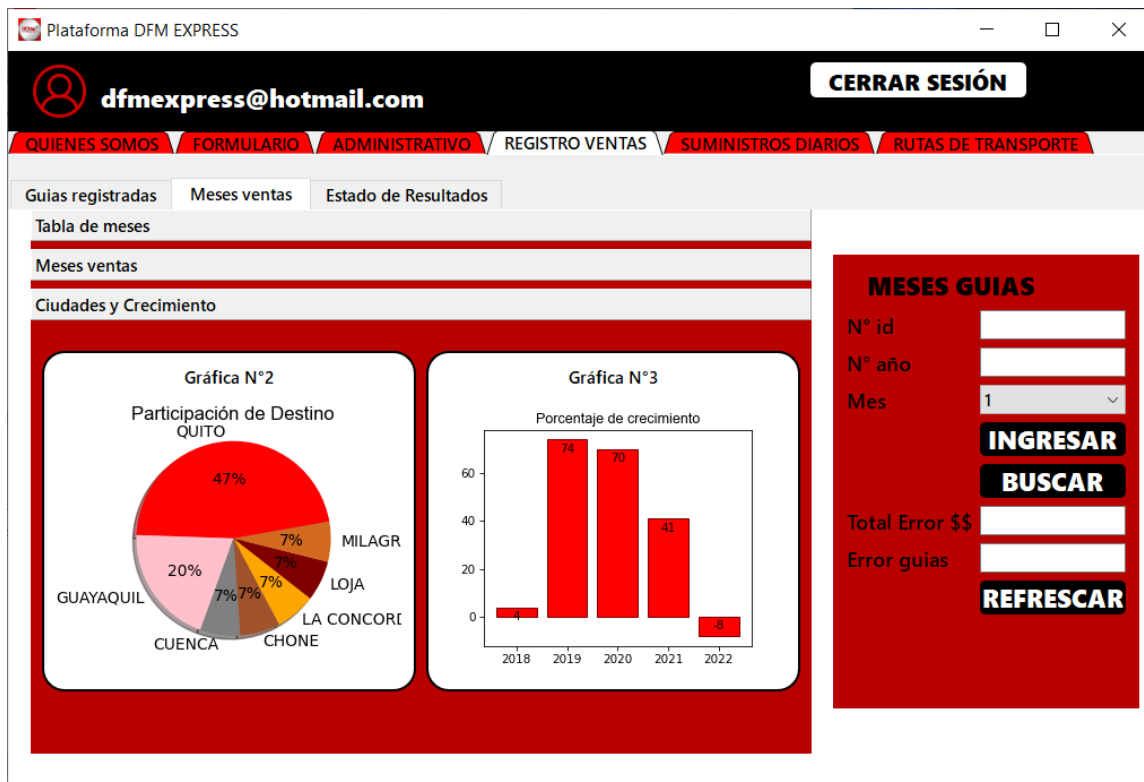 Plataforma DFM EXPRESS
dfmexpress@hotmail.com
CERRAR SESIÓN
QUIENES SOMOS FORMULARIO ADMINISTRATIVO REGISTRO VENTAS SUMINISTROS DIARIOS RUTAS DE TRANSPORTE
Guias registradas Meses ventas Estado de Resultados
Tabla de meses
Meses ventas
Ciudades y Crecimiento
Gráfica N°2
Participación de Destino
QUITO
47%
7% MILAGR
7% LOJA
20%
7% 7% 7%
GUAYAQUIL
LA CONCORD
CUENCA CHONE
Gráfica N°3
Porcentaje de crecimiento
74
70
60
41
40
20
0
4
-8
2018 2019 2020 2021 2022
MESES GUIAS
N° id
N° año
Mes 1
INGRESAR
BUSCAR
Total Error $$
Error guias
REFRESCAR